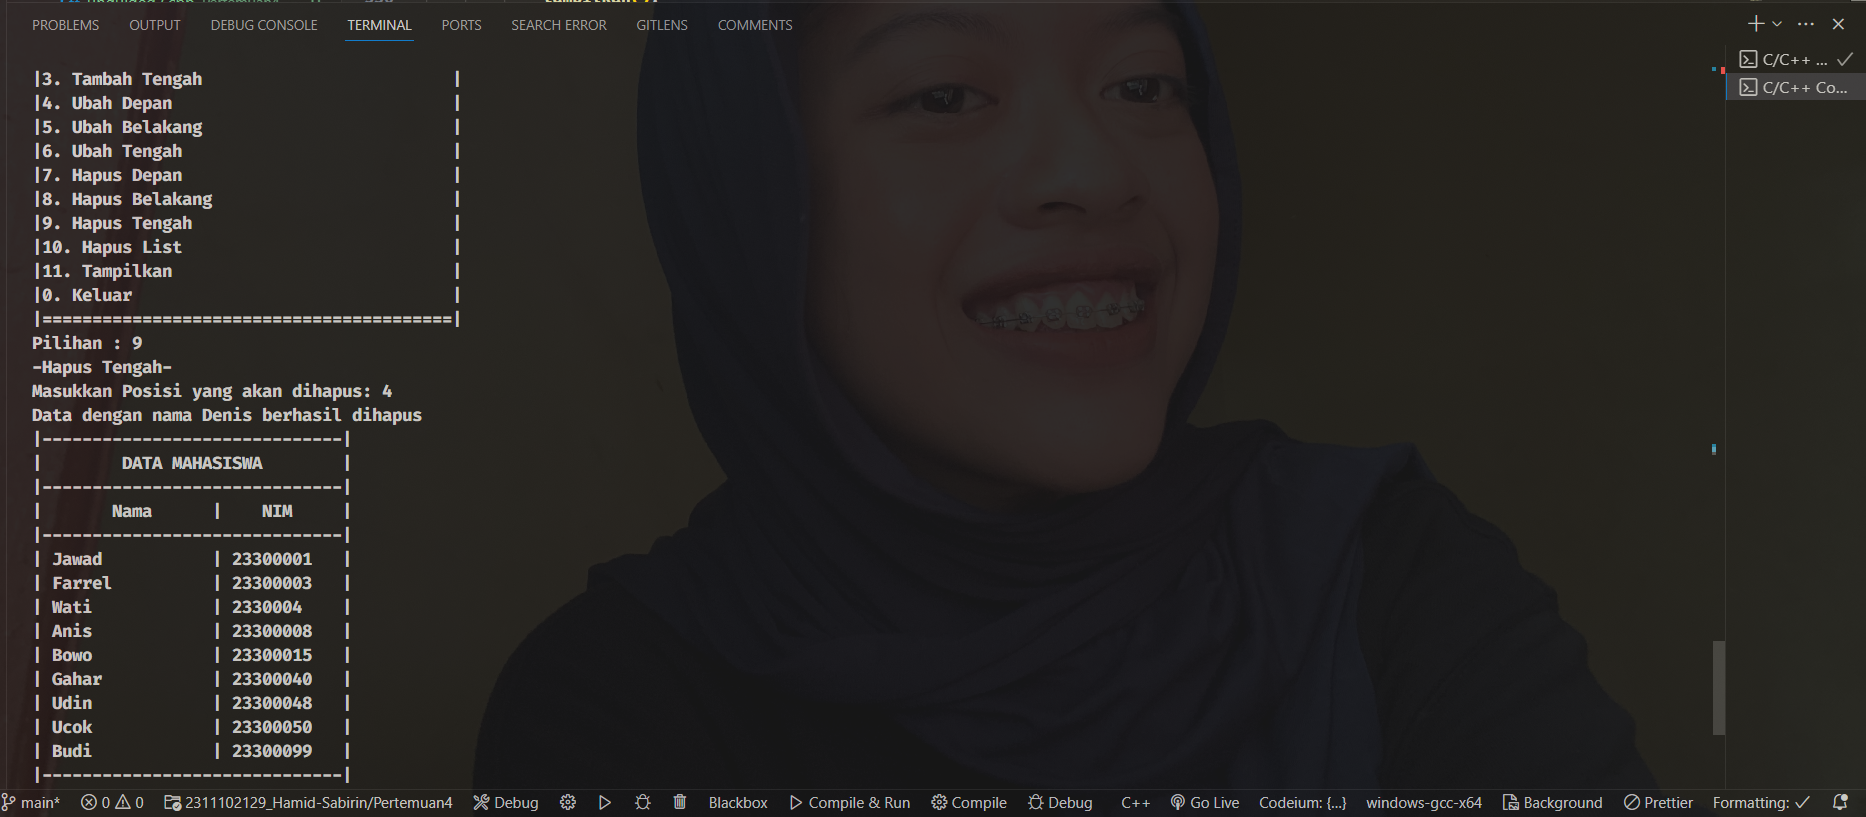 PROBLEMS OUTPUT DEBUG CONSOLE TERMINAL PORTS SEARCH ERROR GITLENS COMMENTS
C/C++ ...
C/C++ Co...
|3. Tambah Tengah |
|4. Ubah Depan |
|5. Ubah Belakang |
|6. Ubah Tengah |
|7. Hapus Depan |
|8. Hapus Belakang |
|9. Hapus Tengah |
|10. Hapus List |
|11. Tampilkan |
|0. Keluar |
|=========================================|
Pilihan : 9
-Hapus Tengah-
Masukkan Posisi yang akan dihapus: 4
Data dengan nama Denis berhasil dihapus
|------------------------------|
| DATA MAHASISWA |
|------------------------------|
| Nama | NIM |
|------------------------------|
| Jawad | 23300001 |
| Farrel | 23300003 |
| Wati | 2330004 |
| Anis | 23300008 |
| Bowo | 23300015 |
| Gahar | 23300040 |
| Udin | 23300048 |
| Ucok | 23300050 |
| Budi | 23300099 |
|------------------------------|
main* 0 0 2311102129_Hamid-Sabirin/Pertemuan4 Debug Blackbox Compile & Run Compile Debug C++ Go Live Codeium: {...} windows-gcc-x64 Background Prettier Formatting: